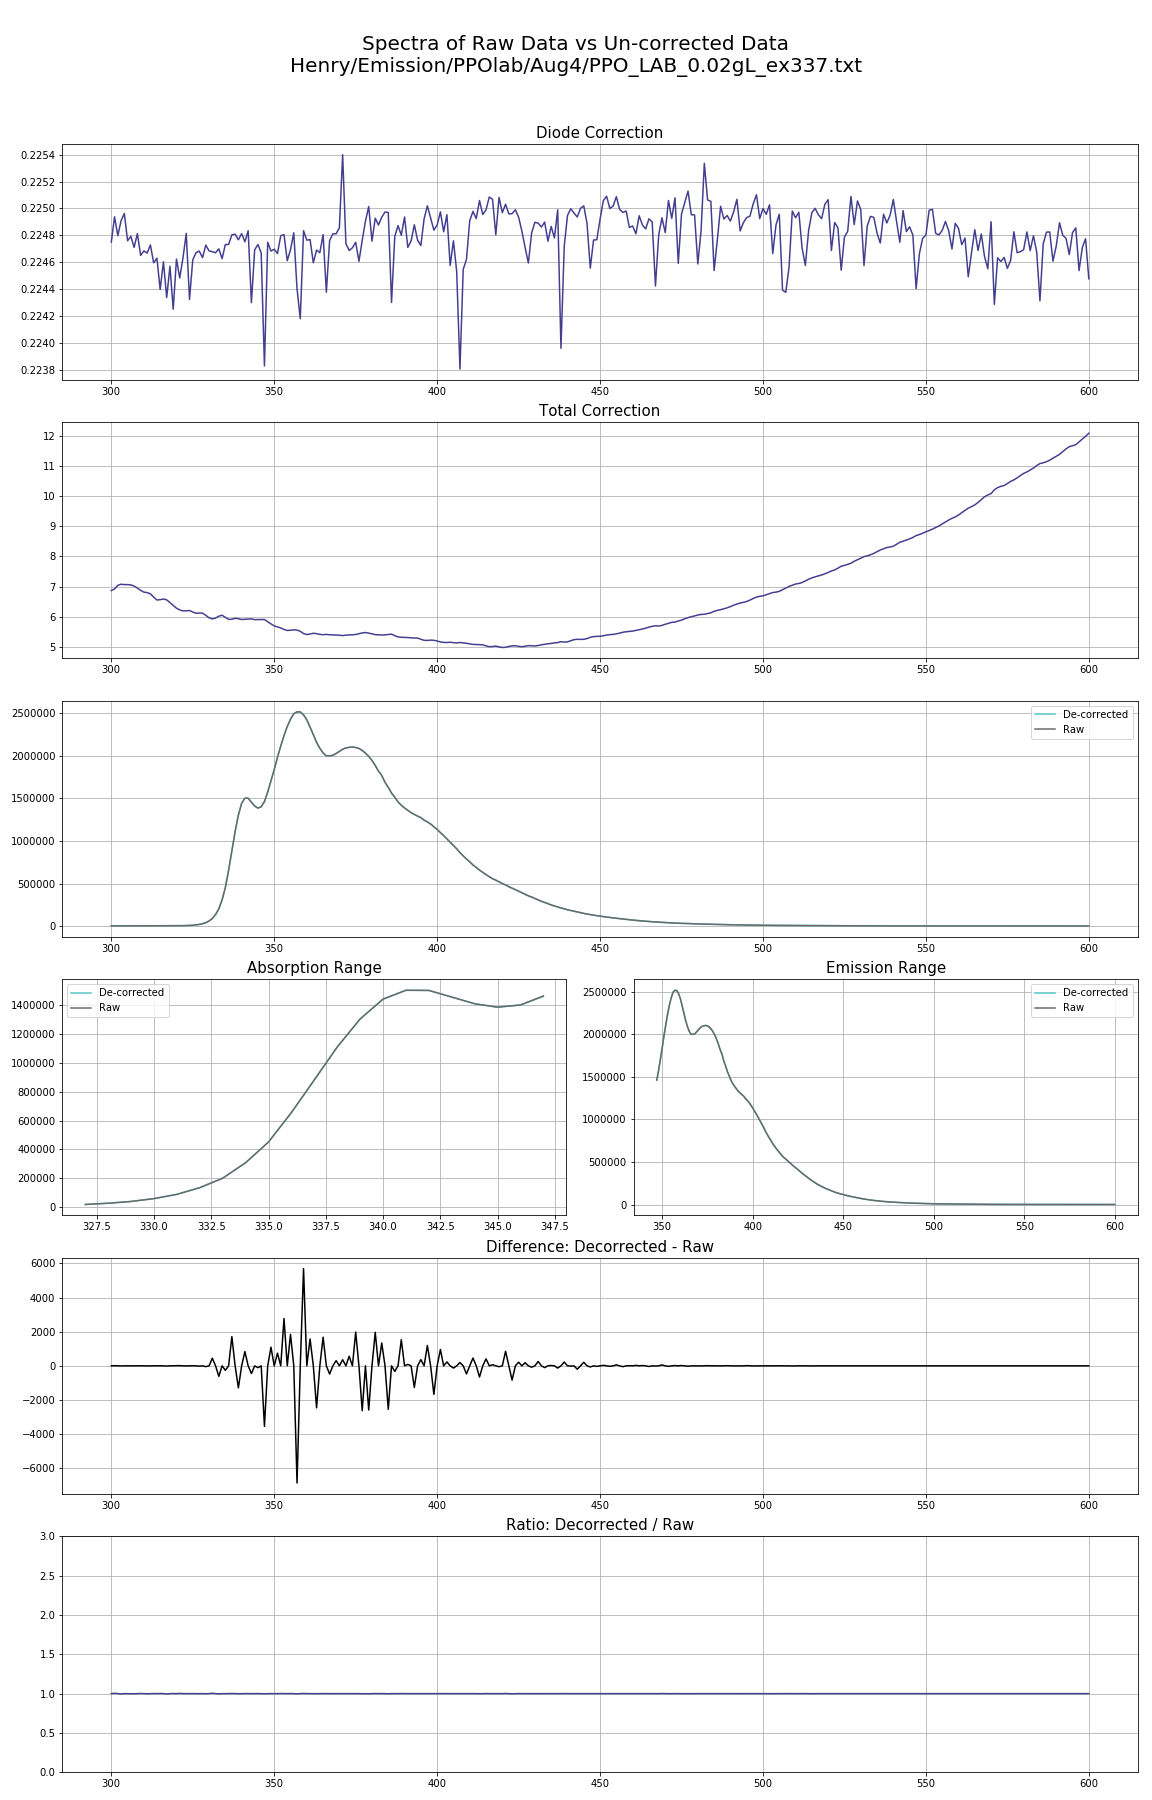 Spectra of Raw Data vs Un-corrected Data
Henry/Emission/PPOlab/Aug4/PPO_LAB_0.02gL_ex337.txt
Diode Correction
0.2254
0.2252
0.2250
0.2248
0.2246
0.2244
0.2242
0.2240
0.2238
300 350 400 450 500 550 600
Total Correction
12
11
10
9
8
7
6
5
300 350 400 450 500 550 600
De-corrected
Raw
2500000
2000000
1500000
1000000
500000
0
300 350 400 450 500 550 600
Absorption Range
De-corrected
Raw
1400000
1200000
1000000
800000
600000
400000
200000
0
327.5 330.0 332.5 335.0 337.5 340.0 342.5 345.0 347.5
Emission Range
De-corrected
Raw
2500000
2000000
1500000
1000000
500000
0
350 400 450 500 550 600
Difference: Decorrected - Raw
6000
4000
2000
0
−2000
−4000
−6000
300 350 400 450 500 550 600
Ratio: Decorrected / Raw
3.0
2.5
2.0
1.5
1.0
0.5
0.0
300 350 400 450 500 550 600